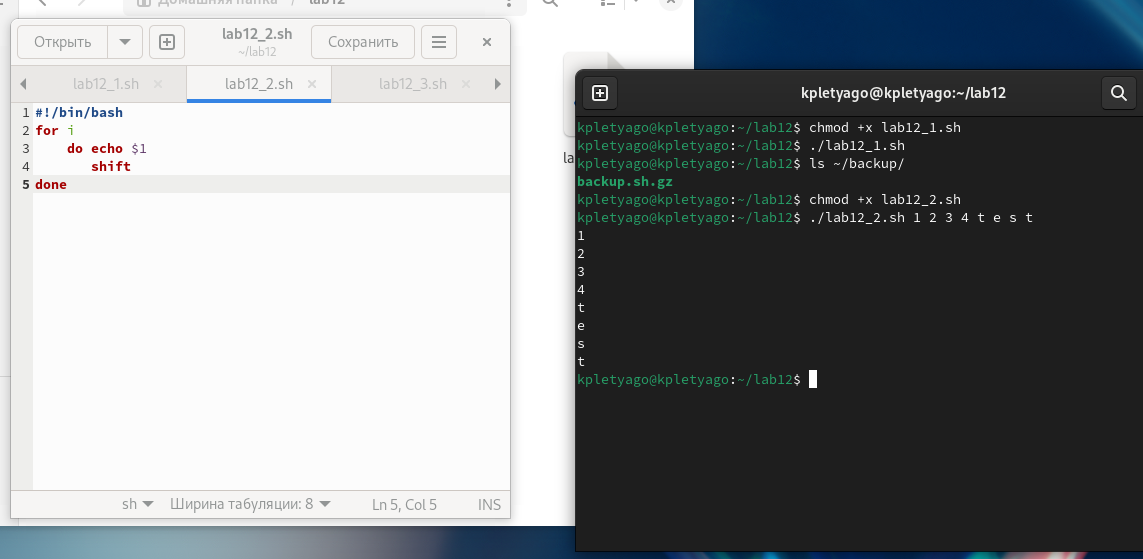 Домашняя папка / lab12
Открыть
lab12_2.sh
~/lab12
Сохранить
lab12_1.sh
lab12_2.sh
lab12_3.sh
1 #!/bin/bash
2 for i
3     do echo $1
4        shift
5 done
sh
Ширина табуляции: 8
Ln 5, Col 5
INS
kpletyago@kpletyago:~/lab12
kpletyago@kpletyago:~/lab12$ chmod +x lab12_1.sh
kpletyago@kpletyago:~/lab12$ ./lab12_1.sh
kpletyago@kpletyago:~/lab12$ ls ~/backup/
backup.sh.gz
kpletyago@kpletyago:~/lab12$ chmod +x lab12_2.sh
kpletyago@kpletyago:~/lab12$ ./lab12_2.sh 1 2 3 4 t e s t
1
2
3
4
t
e
s
t
kpletyago@kpletyago:~/lab12$